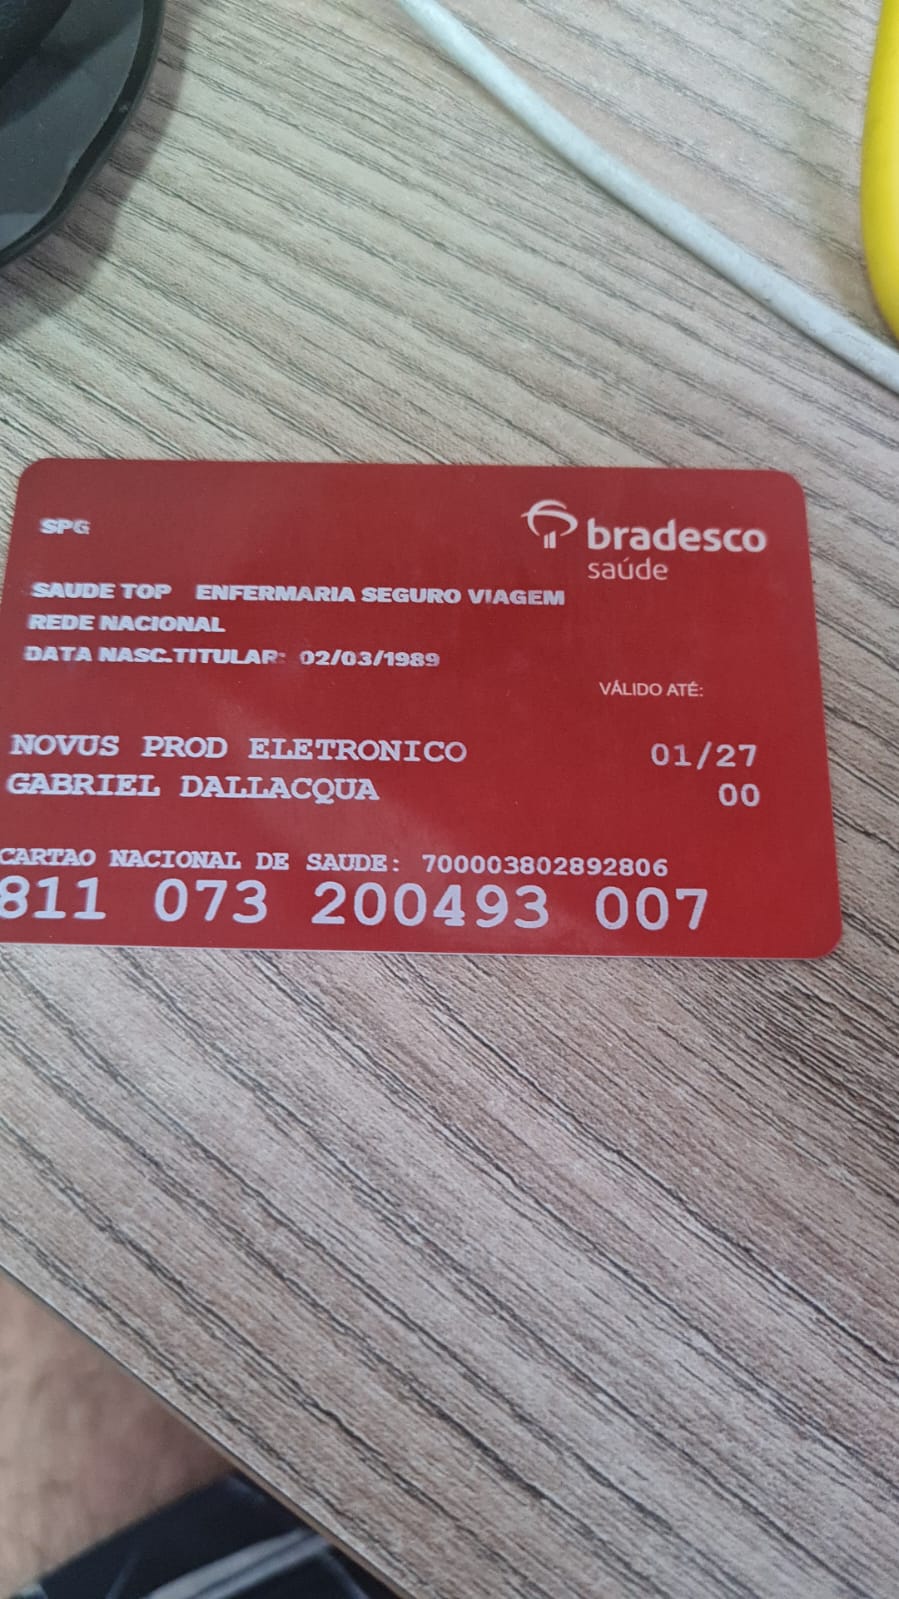 SPG
bradesco
saúde
SAUDE TOP ENFERMARIA SEGURO VIAGEM
REDE NACIONAL
DATA NASC.TITULAR: 02/03/1989
VÁLIDO ATÉ:
NOVUS PROD ELETRONICO 01/27
GABRIEL DALLACQUA 00
CARTAO NACIONAL DE SAUDE: 700003802892806
811 073 200493 007